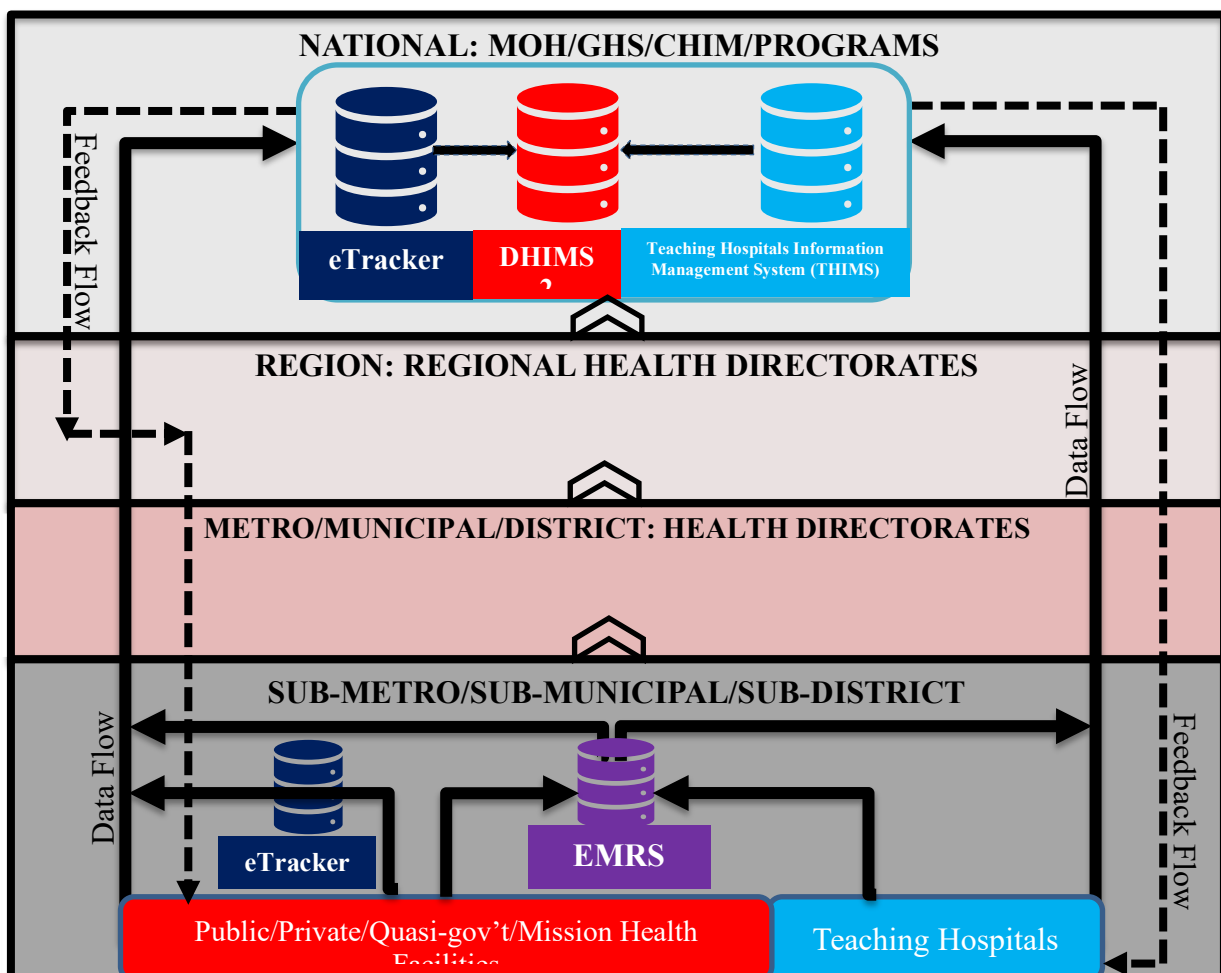 NATIONAL: MOH/GHS/CHIM/PROGRAMS
Feedback Flow
eTracker
DHIMS
2
Teaching Hospitals Information
Management System (THIMS)
REGION: REGIONAL HEALTH DIRECTORATES
Data Flow
METRO/MUNICIPAL/DISTRICT: HEALTH DIRECTORATES
SUB-METRO/SUB-MUNICIPAL/SUB-DISTRICT
Data Flow
eTracker
EMRS
Feedback Flow
Public/Private/Quasi-gov’t/Mission Health
Facilities
Teaching Hospitals